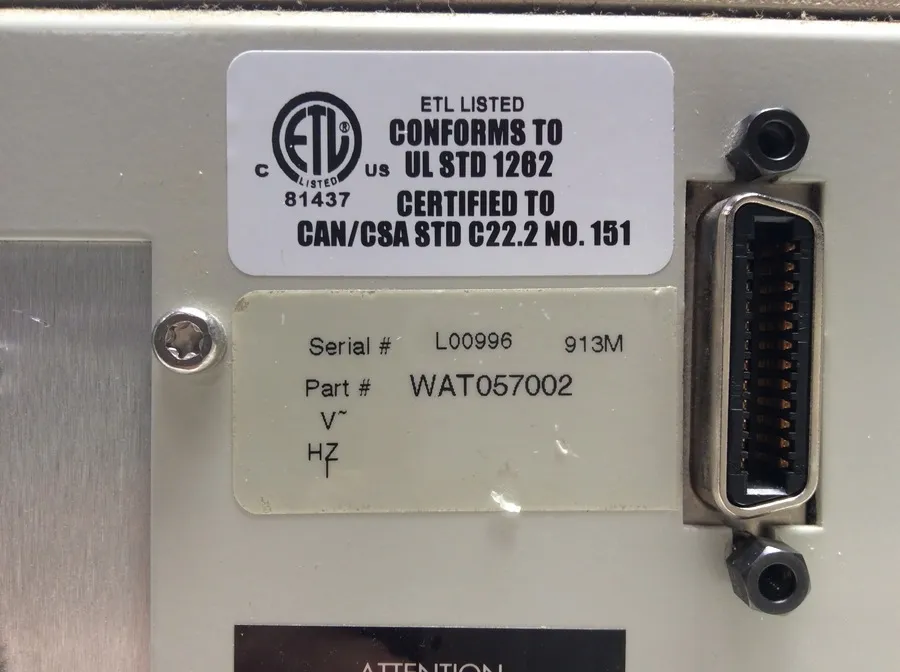 ETL LISTED
CONFORMS TO
UL STD 1262
CERTIFIED TO
CAN/CSA STD C22.2 NO. 151
ETL®
LISTED
C US
81437
Serial # L00996 913M
Part # WAT057002
V~
HZ
ATTENTION